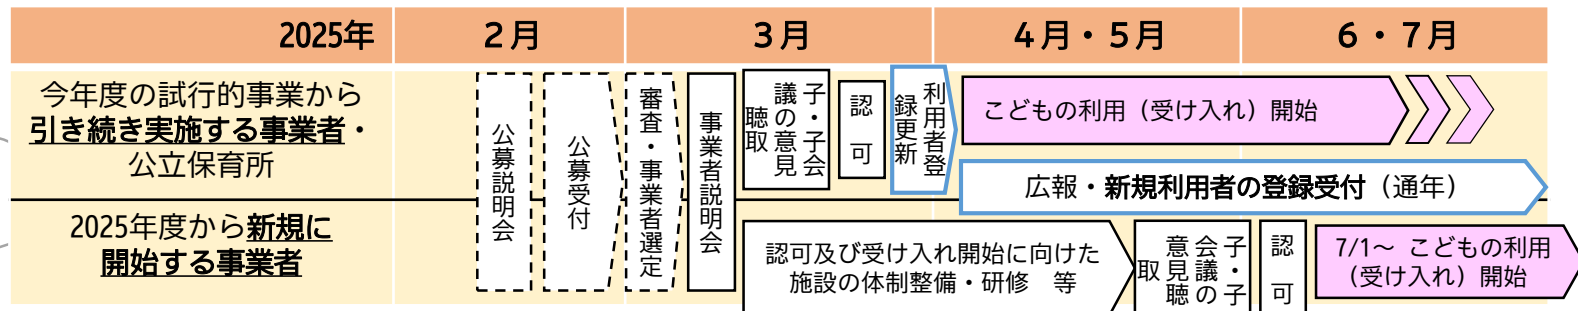 2025年
２月
３月
４月・５月
６・７月
今年度の試行的事業から
引き続き実施する事業者・
公立保育所
2025年度から新規に
開始する事業者
公募説明会
公募受付
審査・事業者選定
事業者説明会
子・子会
議の意見
聴取
認可
利用者登
録更新
こどもの利用（受け入れ）開始
広報・新規利用者の登録受付（通年）
認可及び受け入れ開始に向けた
施設の体制整備・研修　等
子・子
会議の
意見聴
取
認可
7/1～ こどもの利用
（受け入れ）開始